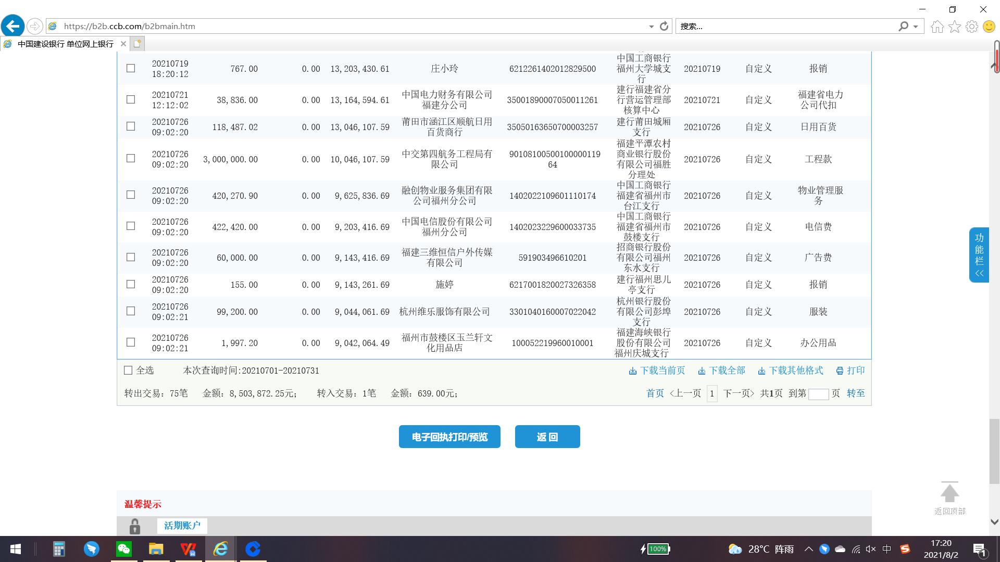 https://b2b.ccb.com/b2bmain.htm
搜索...
中国建设银行 单位网上银行
20210719 18:20:12 767.00 0.00 13,203,430.61 庄小玲 6212261402012829500 中国工商银行福州大学城支行 20210719 自定义 报销
20210721 12:12:02 38,836.00 0.00 13,164,594.61 中国电力财务有限公司福建分公司 35001890007050011261 建行福建省分行营运管理部核算中心 20210721 自定义 福建省电力公司代扣
20210726 09:02:20 118,487.02 0.00 13,046,107.59 莆田市涵江区顺航日用百货商行 35050163650700003257 建行莆田城厢支行 20210726 自定义 日用百货
20210726 09:02:20 3,000,000.00 0.00 10,046,107.59 中交第四航务工程局有限公司 9010810050010000011964 福建平潭农村商业银行股份有限公司福胜分理处 20210726 自定义 工程款
20210726 09:02:20 420,270.90 0.00 9,625,836.69 融创物业服务集团有限公司福州分公司 1402022109601110174 中国工商银行福建省福州市台江支行 20210726 自定义 物业管理服务
20210726 09:02:20 422,420.00 0.00 9,203,416.69 中国电信股份有限公司福州分公司 1402023229600033735 中国工商银行福建省福州市鼓楼支行 20210726 自定义 电信费
20210726 09:02:20 60,000.00 0.00 9,143,416.69 福建三维恒信户外传媒有限公司 591903496610201 招商银行股份有限公司福州东水支行 20210726 自定义 广告费
20210726 09:02:20 155.00 0.00 9,143,261.69 施婷 6217001820027326358 建行福州思儿亭支行 20210726 自定义 报销
20210726 09:02:21 99,200.00 0.00 9,044,061.69 杭州维乐服饰有限公司 3301040160007022042 杭州银行股份有限公司彭埠支行 20210726 自定义 服装
20210726 09:02:21 1,997.20 0.00 9,042,064.49 福州市鼓楼区玉兰轩文化用品店 100052219960010001 福建海峡银行股份有限公司福州庆城支行 20210726 自定义 办公用品
全选 本次查询时间:20210701-20210731 下载当前页 下载全部 下载其他格式 打印
转出交易：75笔 金额：8,503,872.25元； 转入交易：1笔 金额：639.00元； 首页 <上一页 1 下一页> 共1页 到第 页 转至
功能栏
<<
电子回执打印/预览 返 回
返回顶部
温馨提示
活期账户
100% 28°C 阵雨 中 17:20
2021/8/2 1